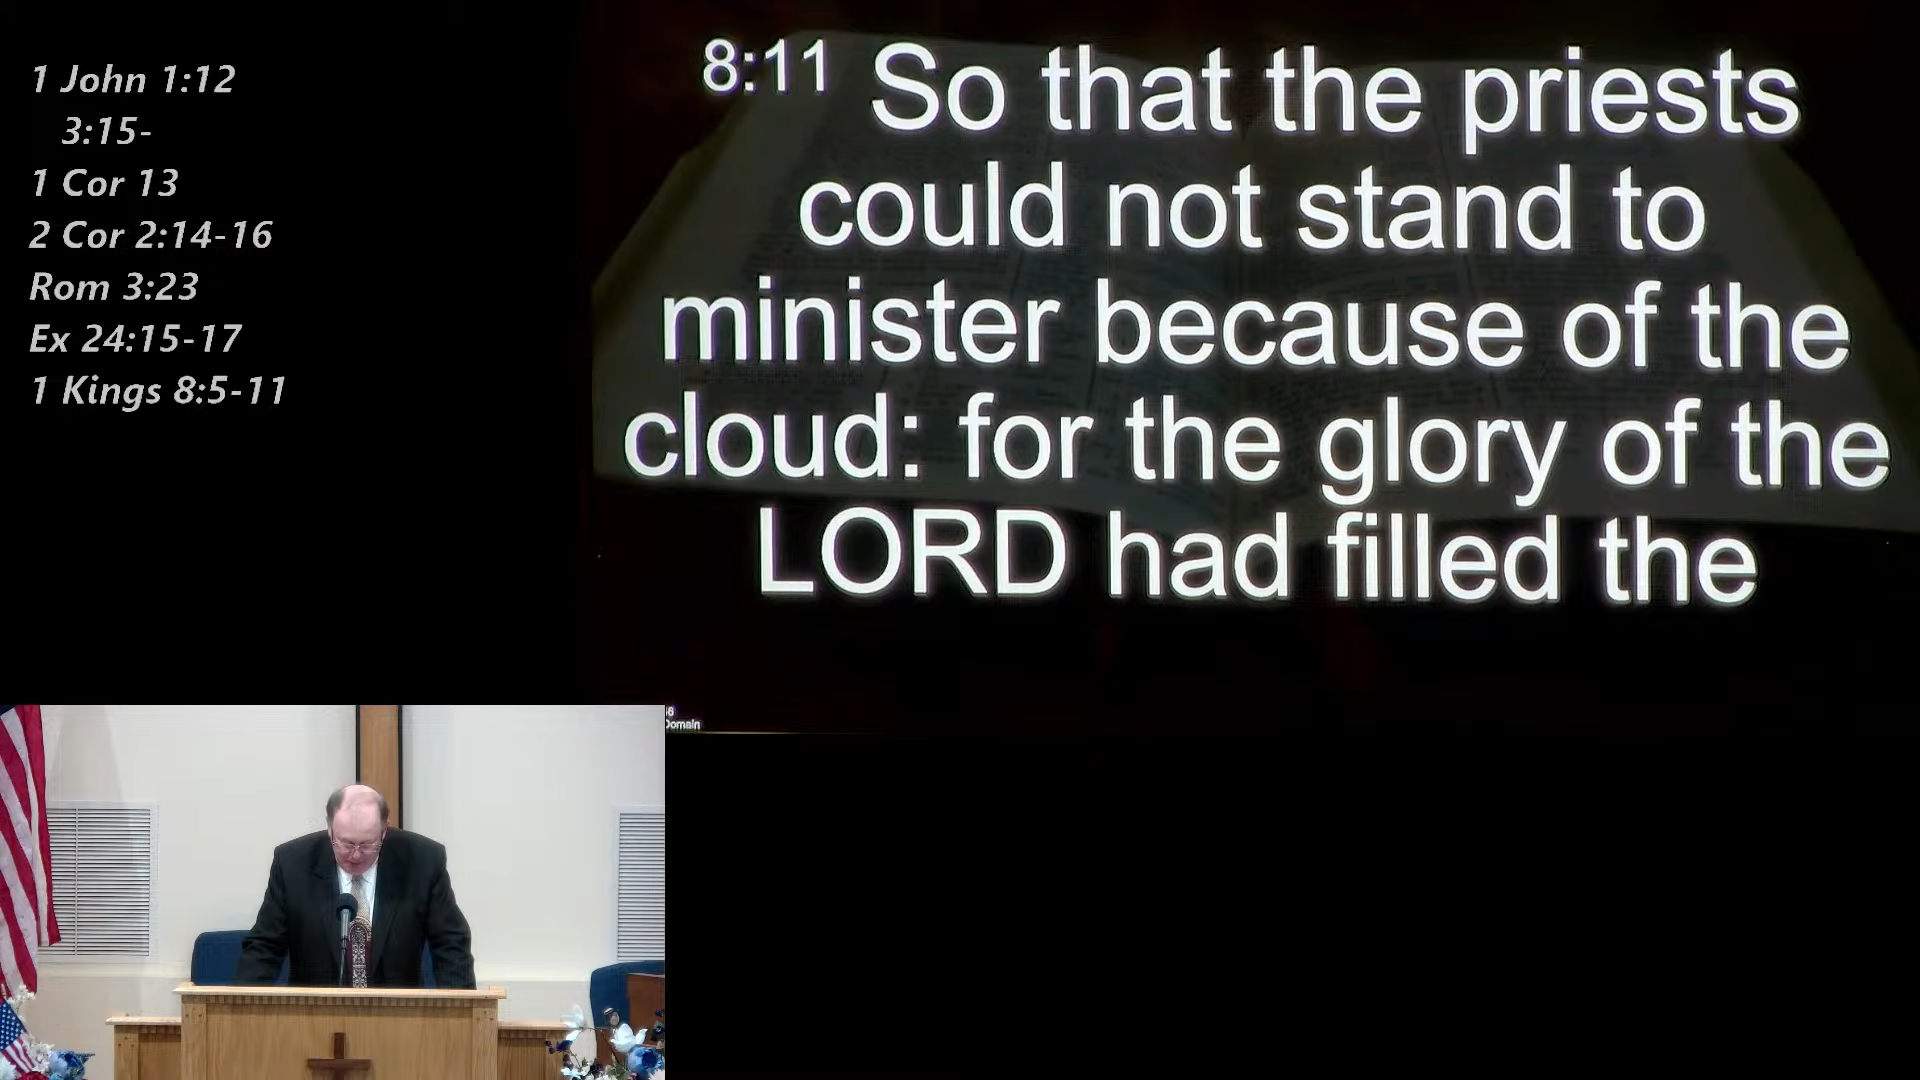 1 John 1:12
3:15-
1 Cor 13
2 Cor 2:14-16
Rom 3:23
Ex 24:15-17
1 Kings 8:5-11
8:11 So that the priests
could not stand to
minister because of the
cloud: for the glory of the
LORD had filled the
Domain